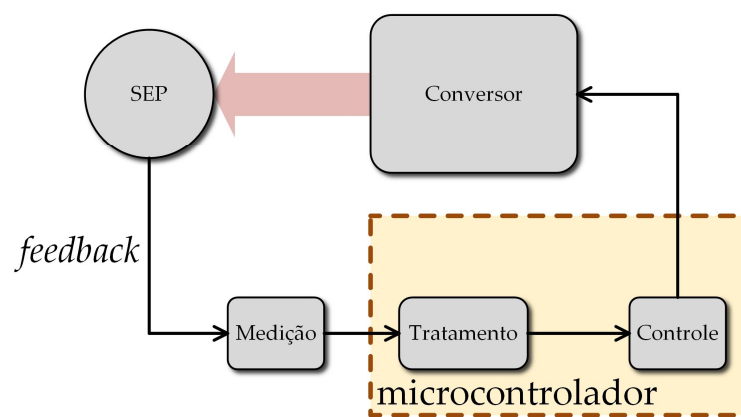 SEP
Conversor
feedback
Medição
Tratamento
Controle
microcontrolador